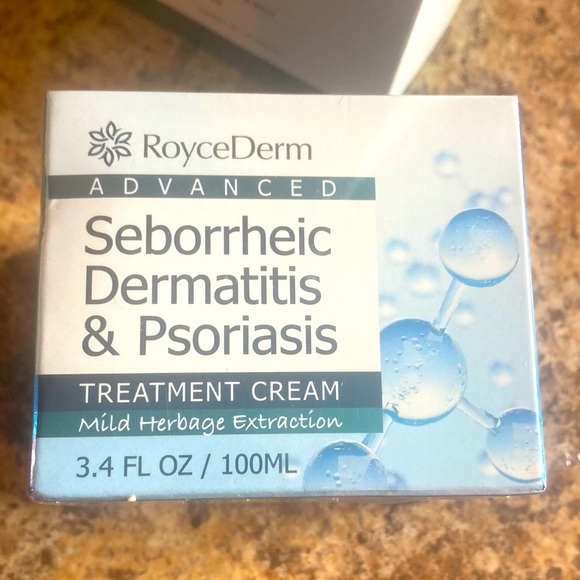 RoyceDerm
ADVANCED
Seborrheic
Dermatitis
& Psoriasis
TREATMENT CREAM
Mild Herbage Extraction
3.4 FL OZ / 100ML